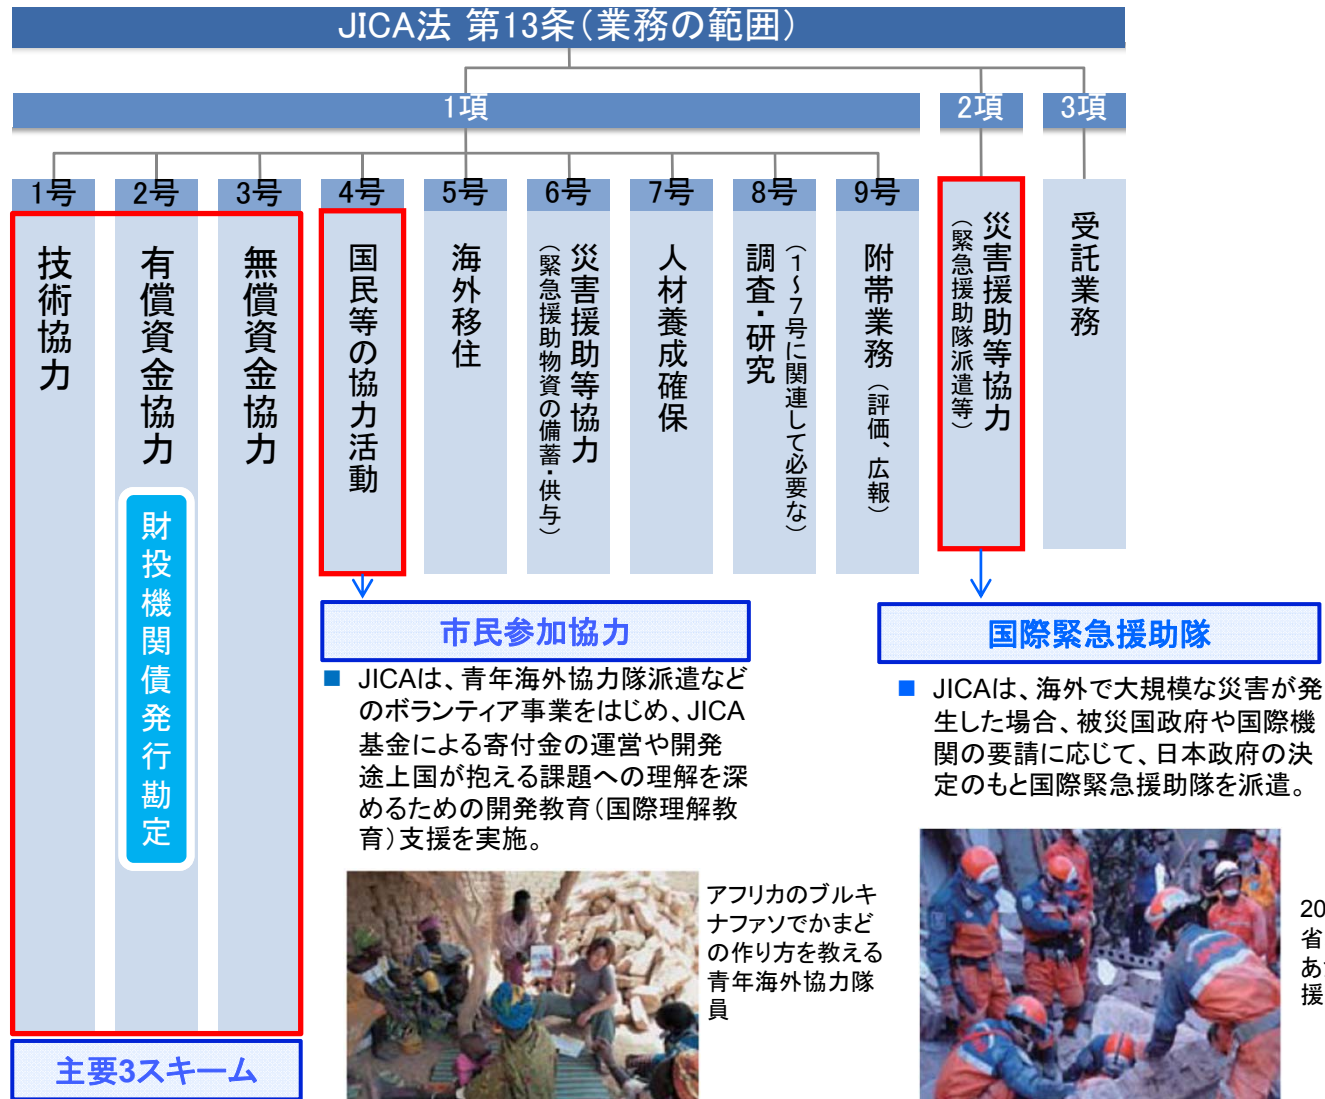 JICA法 第13条（業務の範囲）
1項
2項
3項
1号
2号
3号
4号
5号
6号
7号
8号
9号
技術協力
有償資金協力
財投機関債発行勘定
無償資金協力
国民等の協力活動
海外移住
災害援助等協力
（緊急援助物資の備蓄・供与）
人材養成確保
（1～7号に関連して必要な）
調査・研究
附帯業務（評価、広報）
災害援助等協力
（緊急援助隊派遣等）
受託業務
主要3スキーム
市民参加協力
■ JICAは、青年海外協力隊派遣など
のボランティア事業をはじめ、JICA
基金による寄付金の運営や開発
途上国が抱える課題への理解を深
めるための開発教育（国際理解教
育）支援を実施。
アフリカのブルキ
ナファソでかまど
の作り方を教える
青年海外協力隊
員
国際緊急援助隊
■ JICAは、海外で大規模な災害が発
生した場合、被災国政府や国際機
関の要請に応じて、日本政府の決
定のもと国際緊急援助隊を派遣。
20
省
あ
援